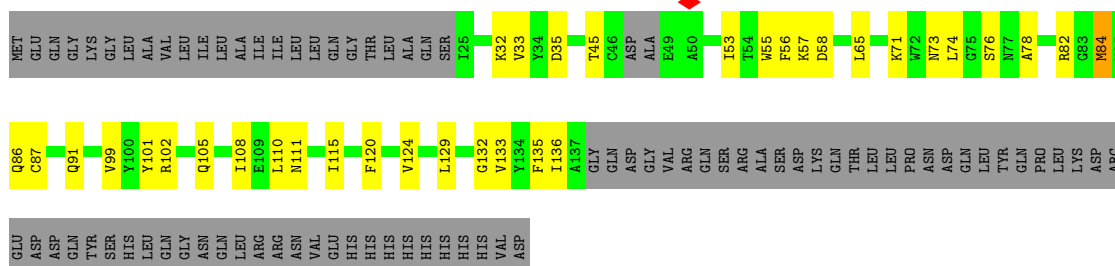 MET GLU GLN GLY LYS GLY LEU ALA VAL LEU ILE LEU ALA ILE ILE LEU LEU GLN GLY THR LEU ALA GLN SER I25 K32 V33 Y34 D35 T45 C46 ASP ALA E49 A50 I53 T54 W55 F56 K57 D58 L65 K71 W72 N73 L74 G75 S76 N77 A78 R82 G83 M84
Q86 C87 Q91 V99 Y100 Y101 R102 Q105 I108 E109 L110 N111 I115 F120 V124 L129 G132 V133 Y134 F135 I136 A137 GLY GLN ASP GLY VAL ARG GLN SER ARG ALA SER ASP LYS GLN THR LEU LEU PRO ASN ASP GLN LEU TYR GLN PRO LEU LYS ASP ARG
GLU ASP ASP GLN TYR SER HIS LEU GLN GLY ASN GLN LEU ARG ARG ASN VAL GLU HIS HIS HIS HIS HIS HIS HIS HIS VAL ASP